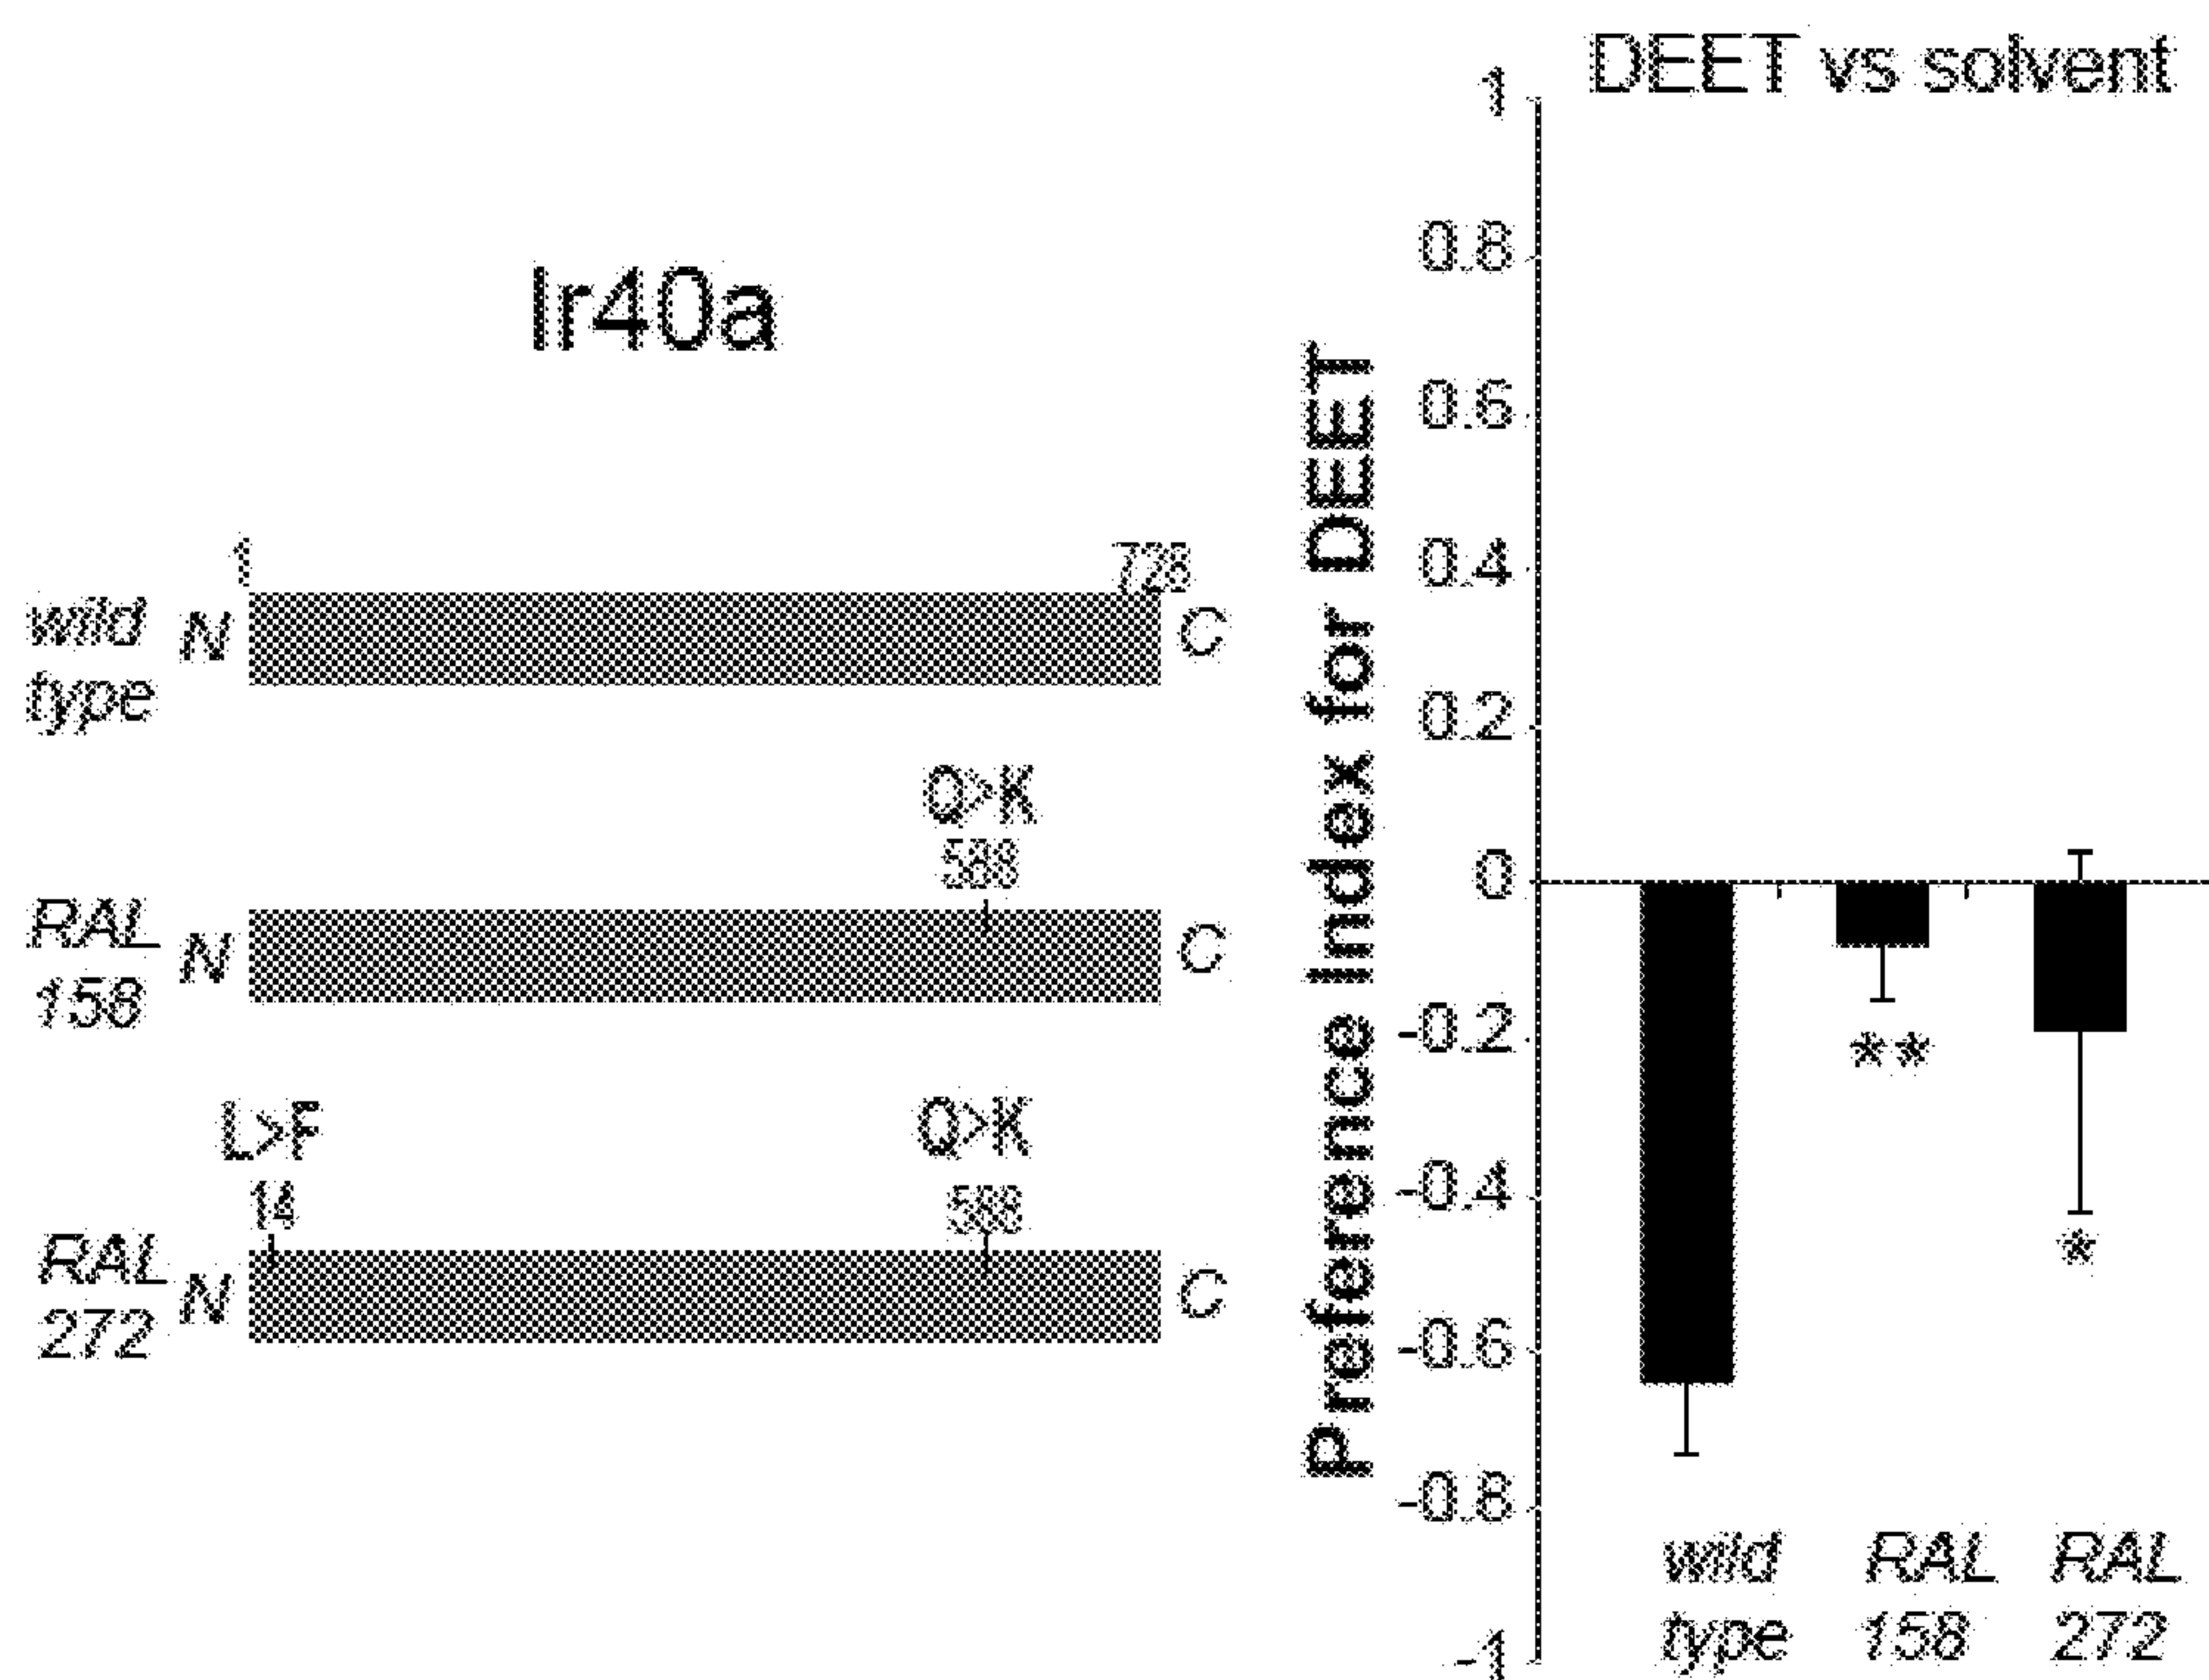 Ir40a
1 728
wild
type
N C
Q>K
588
RAL
158
N C
L>F Q>K
14 588
RAL
272
N C
DEET vs solvent
Preference Index for DEET
1
0.8
0.6
0.4
0.2
0
-0.2
-0.4
-0.6
-0.8
-1
**
*
wild
type
RAL
158
RAL
272